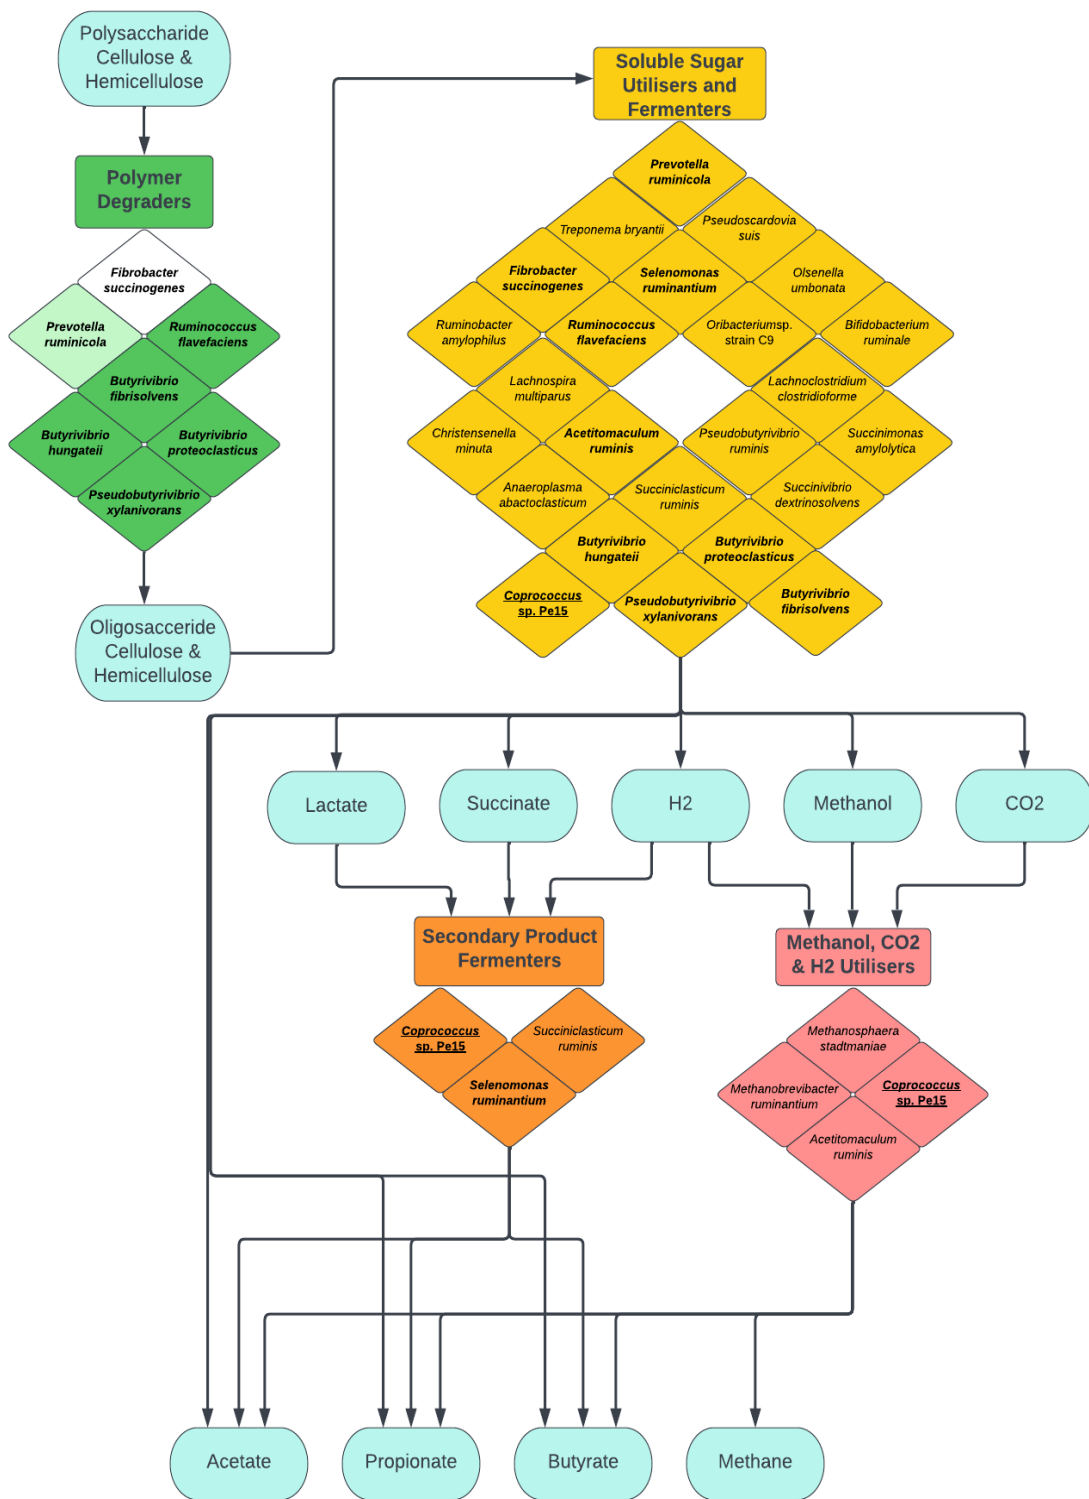 Polysaccharide
Cellulose &
Hemicellulose
Polymer
Degraders
Fibrobacter
succinogenes
Prevotella
ruminicola
Ruminococcus
flavefaciens
Butyrivibrio
fibrisolvens
Butyrivibrio
hungateii
Butyrivibrio
proteoclasticus
Pseudobutyrivibrio
xylanivorans
Oligosacceride
Cellulose &
Hemicellulose
Soluble Sugar
Utilisers and
Fermenters
Prevotella
ruminicola
Treponema bryantii
Pseudoscardovia
suis
Fibrobacter
succinogenes
Selenomonas
ruminantium
Olsenella
umbonata
Ruminobacter
amylophilus
Ruminococcus
flavefaciens
Oribacteriumsp.
strain C9
Bifidobacterium
ruminale
Lachnospira
multiparus
Lachnoclostridium
clostridioforme
Christensenella
minuta
Acetitomaculum
ruminis
Pseudobutyrivibrio
ruminis
Succinimonas
amylolytica
Anaeroplasma
abactoclasticum
Succiniclasticum
ruminis
Succinivibrio
dextrinosolvens
Butyrivibrio
hungateii
Butyrivibrio
proteoclasticus
Coprococcus
sp. Pe15
Pseudobutyrivibrio
xylanivorans
Butyrivibrio
fibrisolvens
Lactate
Succinate
H2
Methanol
CO2
Secondary Product
Fermenters
Coprococcus
sp. Pe15
Succiniclasticum
ruminis
Selenomonas
ruminantium
Methanol, CO2
& H2 Utilisers
Methanosphaera
stadtmaniae
Methanobrevibacter
ruminantium
Coprococcus
sp. Pe15
Acetitomaculum
ruminis
Acetate
Propionate
Butyrate
Methane